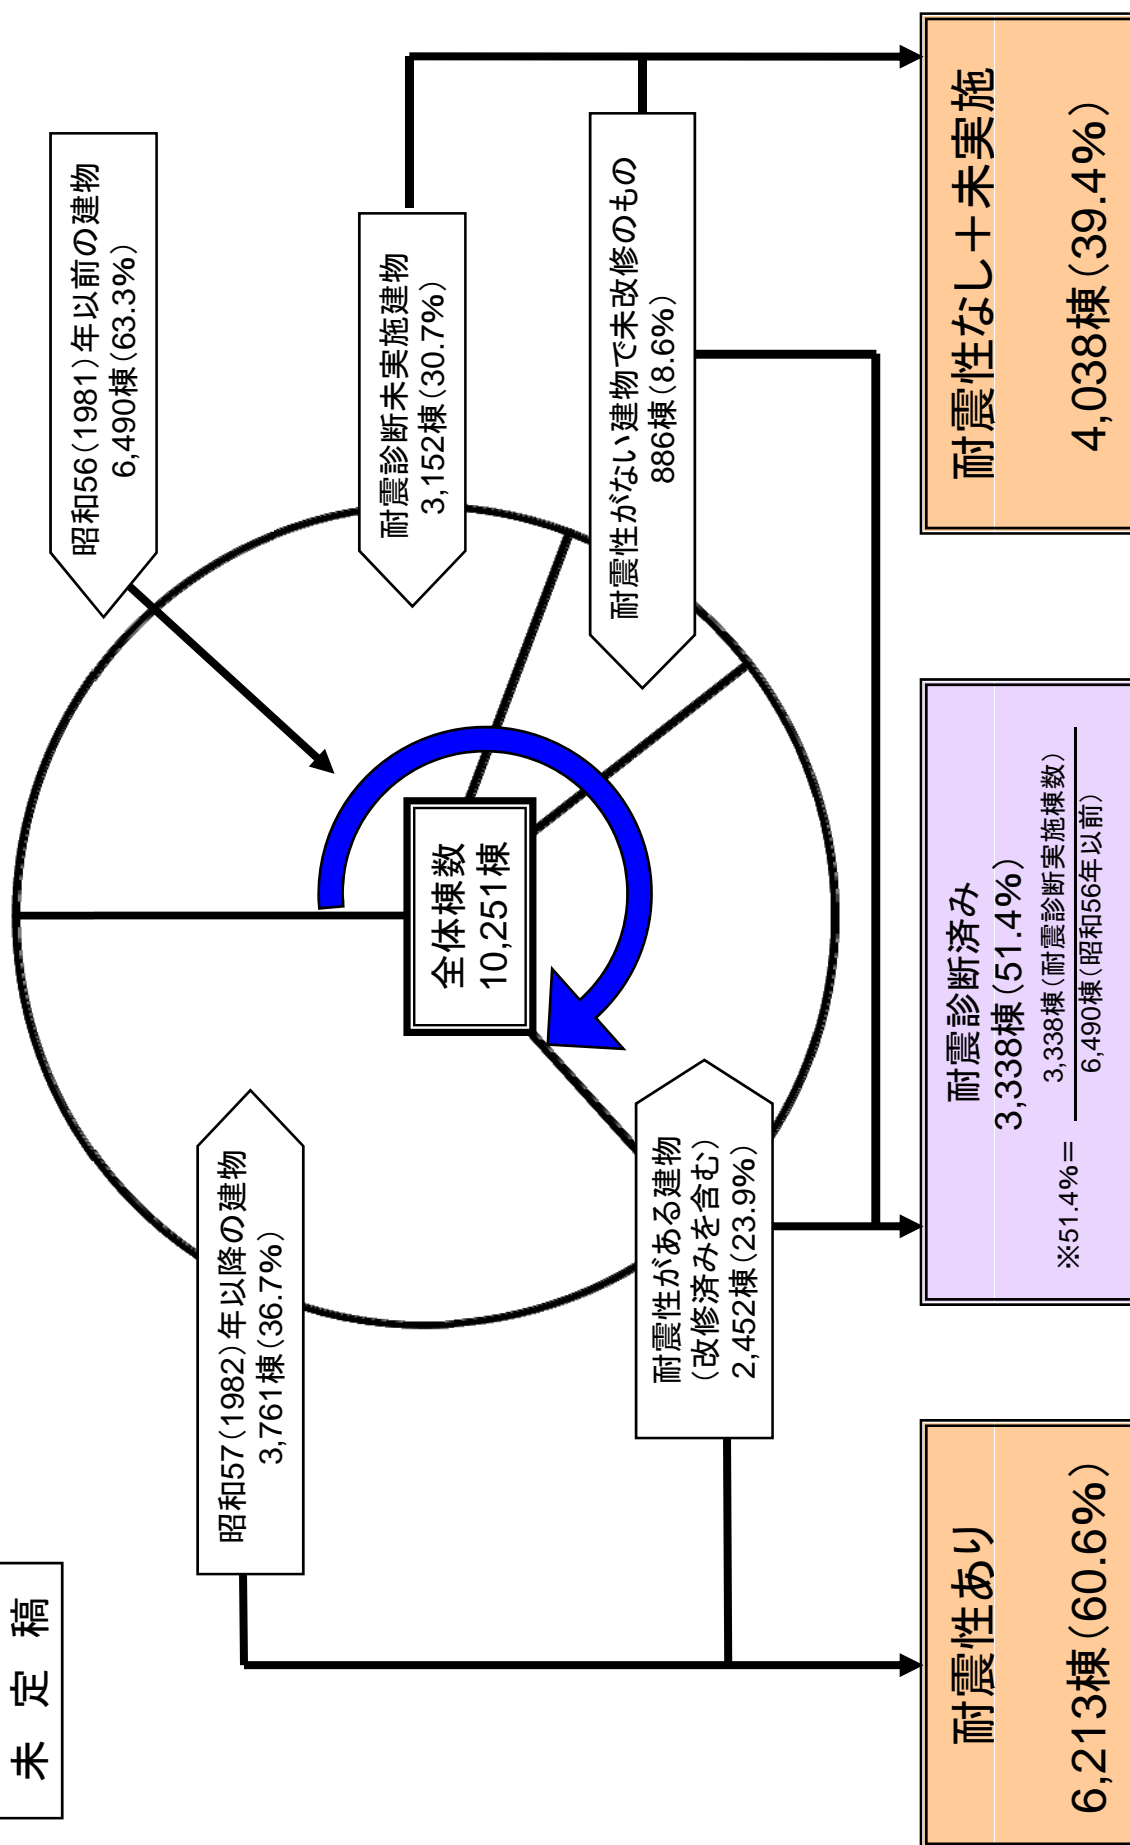 未定稿
昭和57(1982)年以降の建物
3,761棟(36.7%)
昭和56(1981)年以前の建物
6,490棟(63.3%)
耐震診断未実施建物
3,152棟(30.7%)
全体棟数
10,251棟
耐震性がない建物で未改修のもの
886棟(8.6%)
耐震性がある建物
(改修済みを含む)
2,452棟(23.9%)
耐震性あり
6,213棟(60.6%)
耐震診断済み
3,338棟(51.4%)
※51.4%=
3,338棟(耐震診断実施棟数)
6,490棟(昭和56年以前)
耐震性なし+未実施
4,038棟(39.4%)